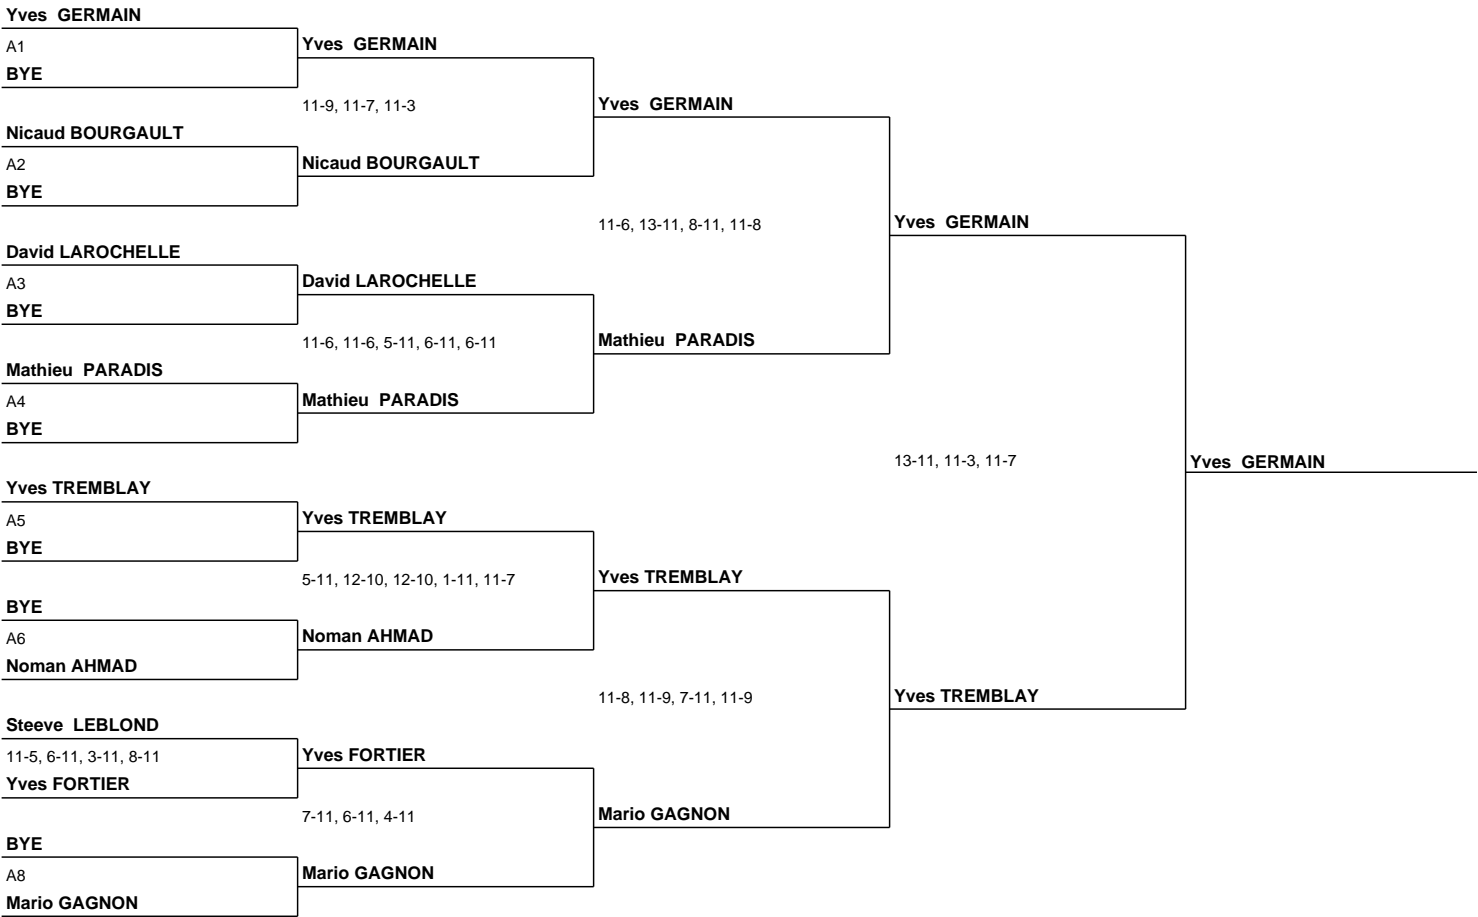 Yves GERMAIN
A1
BYE
Nicaud BOURGAULT
A2
BYE
David LAROCHELLE
A3
BYE
Mathieu PARADIS
A4
BYE
Yves TREMBLAY
A5
BYE
BYE
A6
Noman AHMAD
Steeve LEBLOND
11-5, 6-11, 3-11, 8-11
Yves FORTIER
BYE
A8
Mario GAGNON
Yves GERMAIN
11-9, 11-7, 11-3
Nicaud BOURGAULT
David LAROCHELLE
11-6, 11-6, 5-11, 6-11, 6-11
Mathieu PARADIS
Yves TREMBLAY
5-11, 12-10, 12-10, 1-11, 11-7
Noman AHMAD
Yves FORTIER
7-11, 6-11, 4-11
Mario GAGNON
Yves GERMAIN
11-6, 13-11, 8-11, 11-8
Mathieu PARADIS
Yves TREMBLAY
11-8, 11-9, 7-11, 11-9
Mario GAGNON
Yves GERMAIN
13-11, 11-3, 11-7
Yves TREMBLAY
Yves GERMAIN